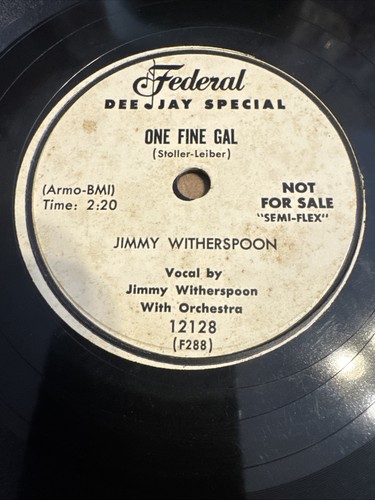 Federal
DEE JAY SPECIAL
ONE FINE GAL
(Stoller-Leiber)
(Armo-BMI)
Time: 2:20
NOT
FOR SALE
"SEMI-FLEX"
JIMMY WITHERSPOON
Vocal by
Jimmy Witherspoon
With Orchestra
12128
(F288)